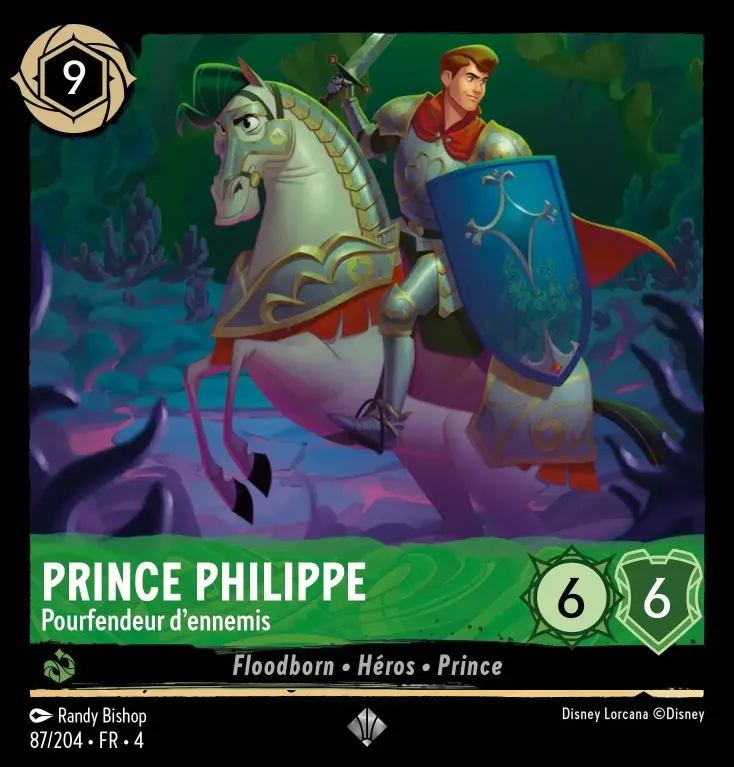 9
PRINCE PHILIPPE
Pourfendeur d'ennemis
6
6
Floodborn • Héros • Prince
Randy Bishop
Disney Lorcana ©Disney
87/204 • FR • 4